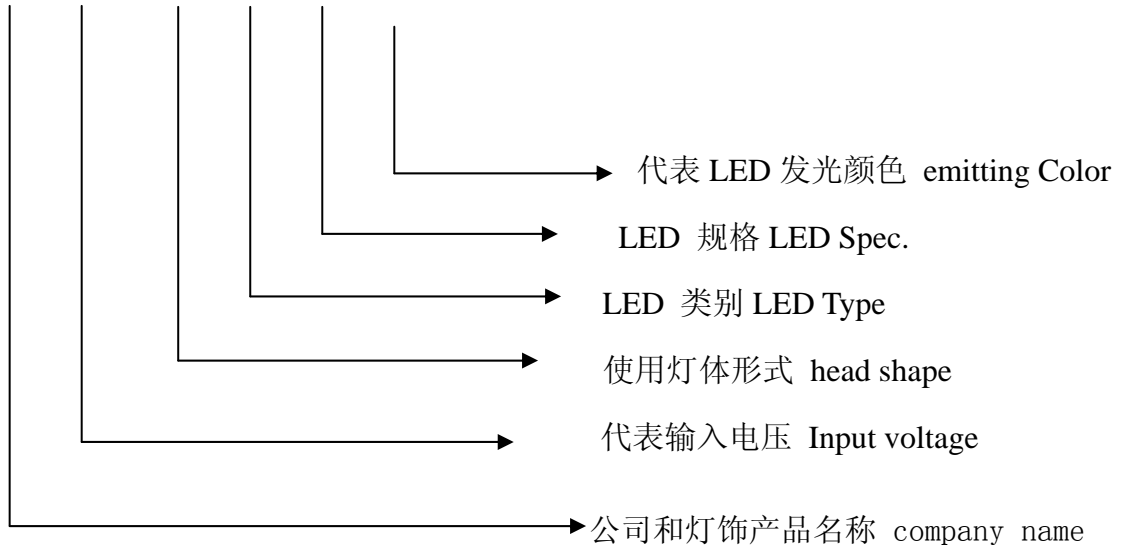 代表 LED 发光颜色 emitting Color
LED 规格 LED Spec.
LED 类别 LED Type
使用灯体形式 head shape
代表输入电压 Input voltage
公司和灯饰产品名称 company name